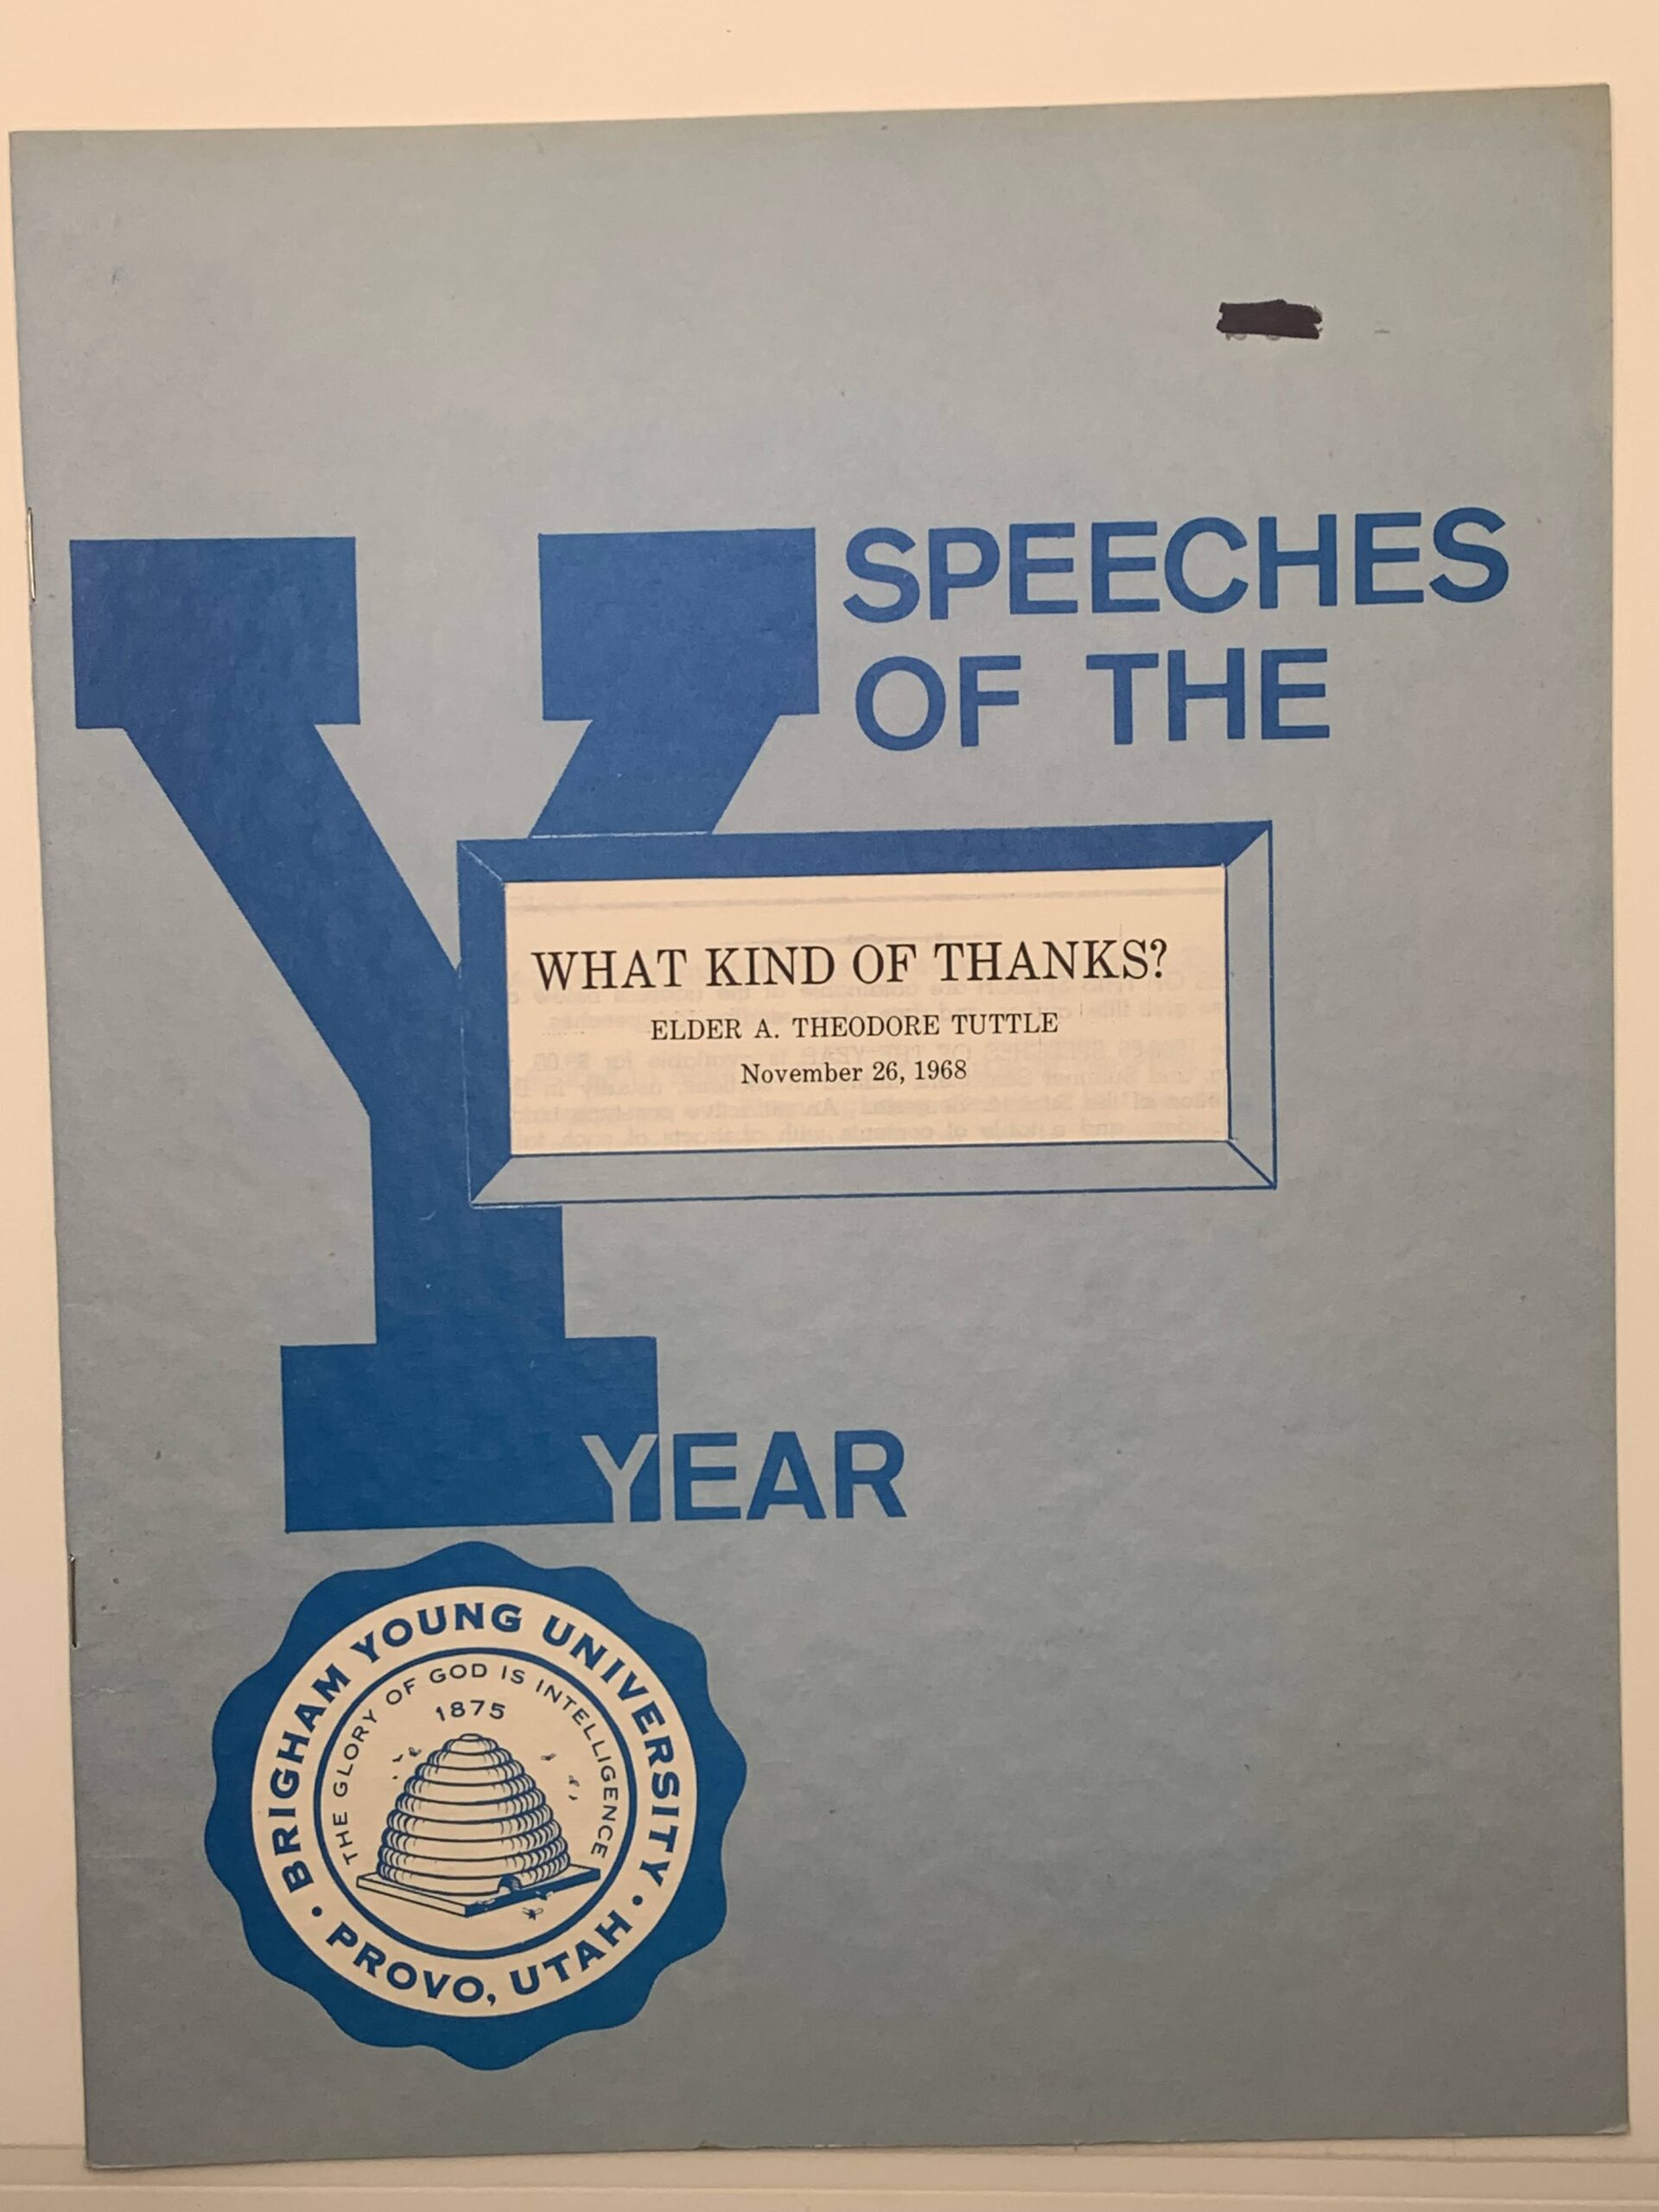 SPEECHES
OF THE
WHAT KIND OF THANKS?
ELDER A. THEODORE TUTTLE
November 26, 1968
YEAR
BRIGHAM YOUNG UNIVERSITY
THE GLORY OF GOD IS INTELLIGENCE
1875
• PROVO, UTAH •